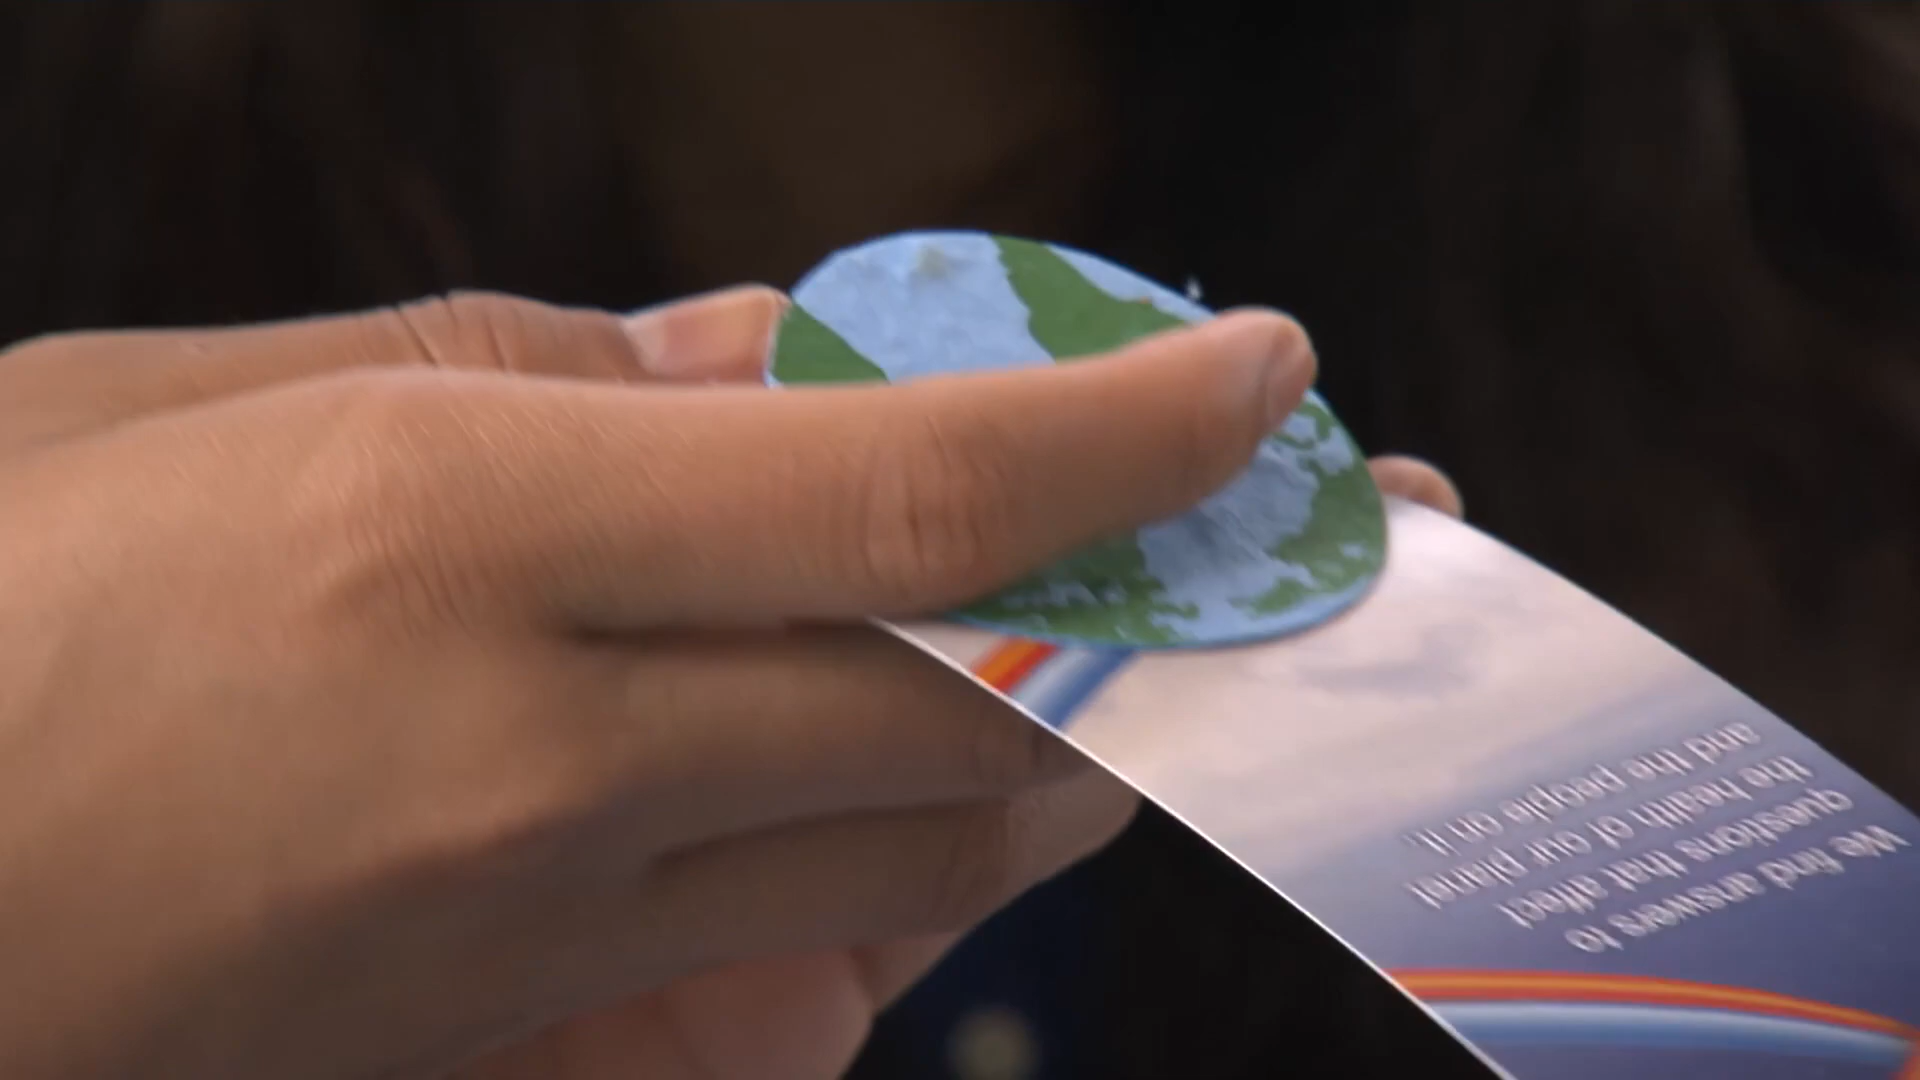 We find answers to
questions that affect
the health of our planet
and the people on it.